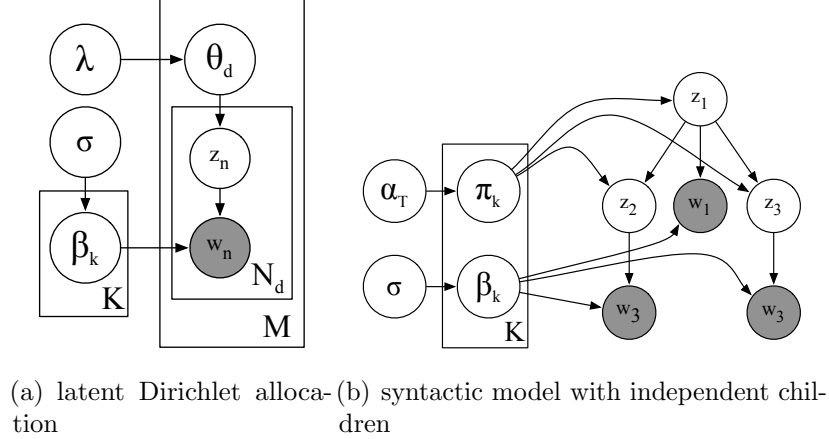 λ
θd
σ
zn
βk
wn
K
Nd
M
z1
αT
πk
z2
w1
z3
σ
βk
w3
w3
K
(a) latent Dirichlet alloca-
tion
(b) syntactic model with independent chil-
dren